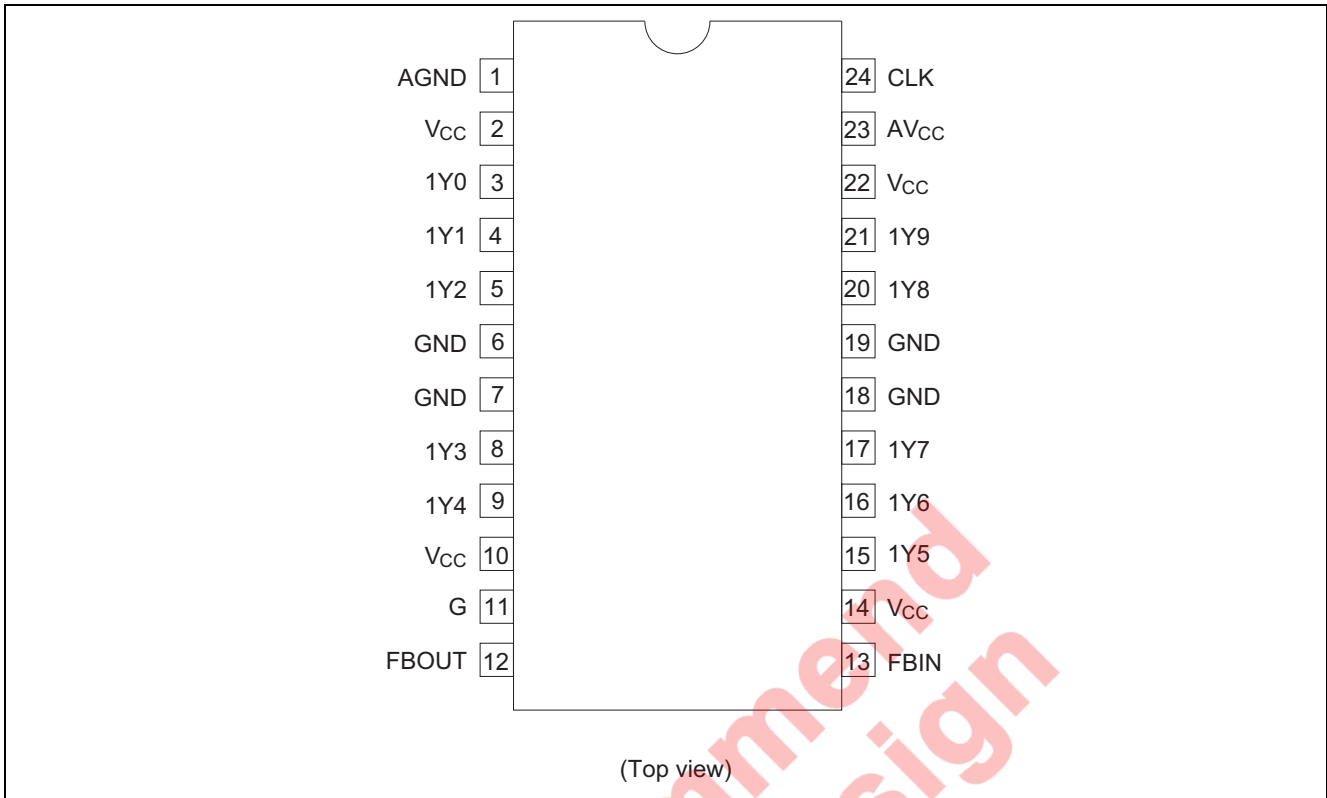 AGND 1
VCC 2
1Y0 3
1Y1 4
1Y2 5
GND 6
GND 7
1Y3 8
1Y4 9
VCC 10
G 11
FBOUT 12
24 CLK
23 AVCC
22 VCC
21 1Y9
20 1Y8
19 GND
18 GND
17 1Y7
16 1Y6
15 1Y5
14 VCC
13 FBIN
(Top view)